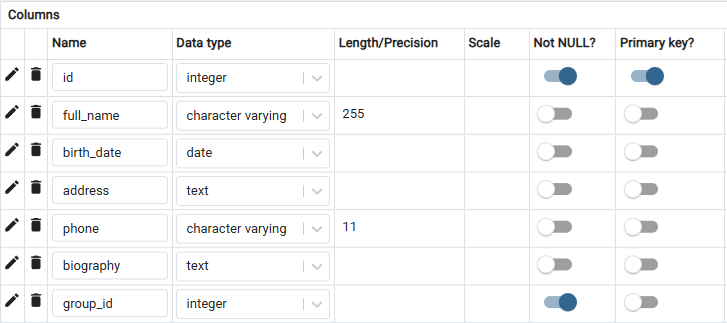 Columns
Name Data type Length/Precision Scale Not NULL? Primary key?
id integer
full_name character varying 255
birth_date date
address text
phone character varying 11
biography text
group_id integer